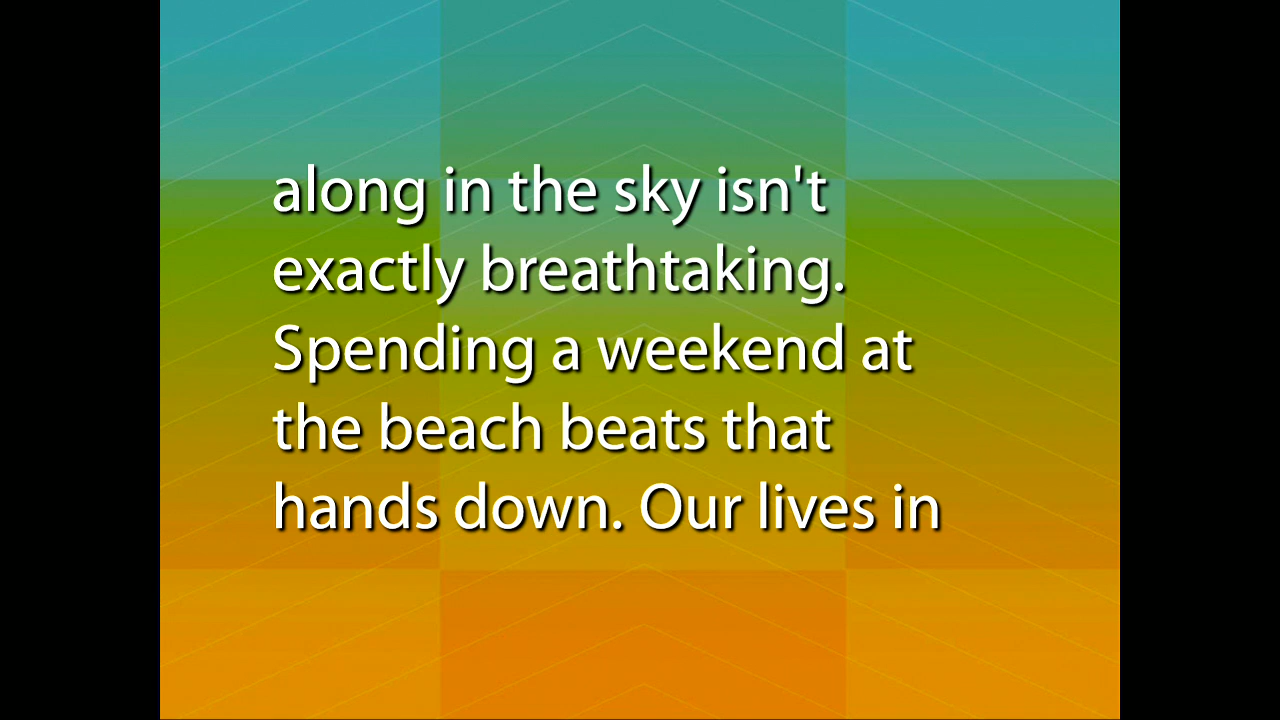 along in the sky isn't
exactly breathtaking.
Spending a weekend at
the beach beats that
hands down. Our lives in